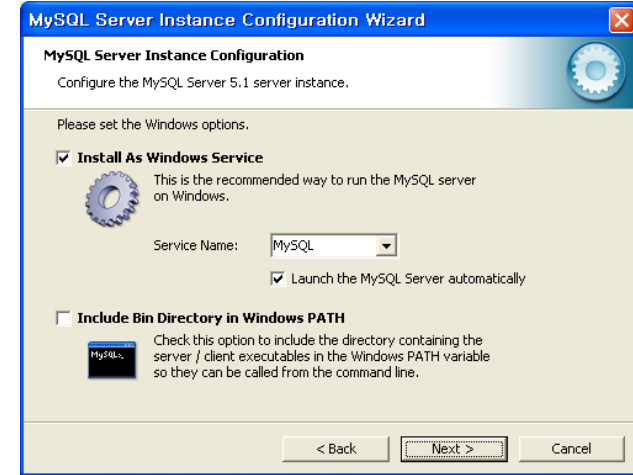 MySQL Server Instance Configuration Wizard
MySQL Server Instance Configuration
Configure the MySQL Server 5.1 server instance.
Please set the Windows options.
Install As Windows Service
This is the recommended way to run the MySQL server
on Windows.
Service Name: MySQL
Launch the MySQL Server automatically
Include Bin Directory in Windows PATH
MySQL>_
Check this option to include the directory containing the
server / client executables in the Windows PATH variable
so they can be called from the command line.
< Back Next > Cancel